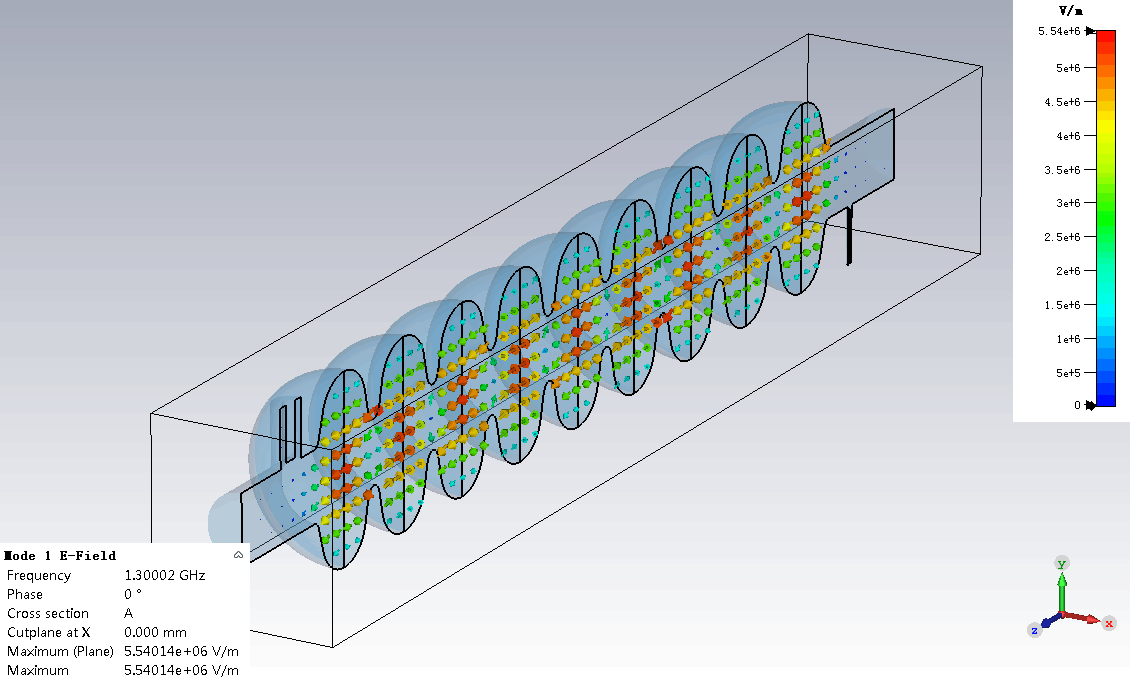 V/m
5.54e+6
5e+6
4.5e+6
4e+6
3.5e+6
3e+6
2.5e+6
2e+6
1.5e+6
1e+6
5e+5
0
Mode 1 E-Field
Frequency 1.30002 GHz
Phase 0 °
Cross section A
Cutplane at X 0.000 mm
Maximum (Plane) 5.54014e+06 V/m
Maximum 5.54014e+06 V/m
y
x
z